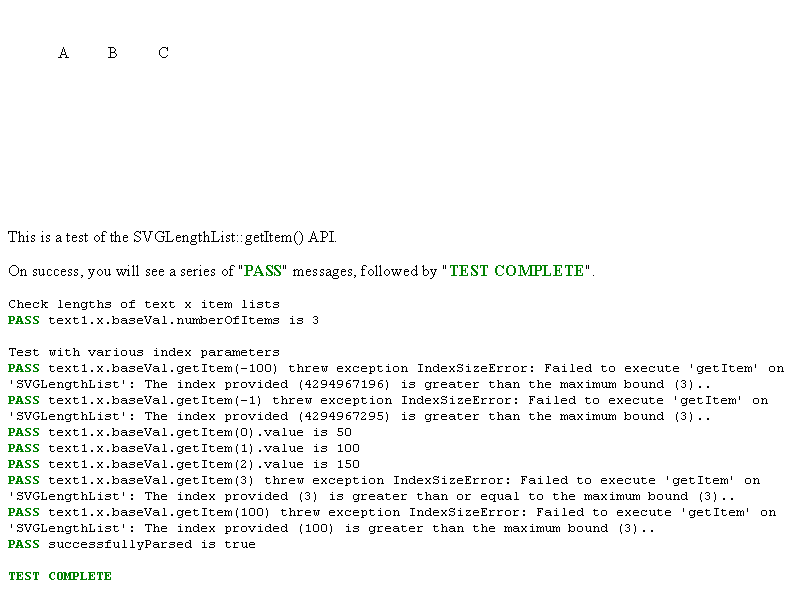 A B C
This is a test of the SVGLengthList::getItem() API.
On success, you will see a series of "PASS" messages, followed by "TEST COMPLETE".
Check lengths of text x item lists
PASS text1.x.baseVal.numberOfItems is 3
Test with various index parameters
PASS text1.x.baseVal.getItem(-100) threw exception IndexSizeError: Failed to execute 'getItem' on
'SVGLengthList': The index provided (4294967196) is greater than the maximum bound (3)..
PASS text1.x.baseVal.getItem(-1) threw exception IndexSizeError: Failed to execute 'getItem' on
'SVGLengthList': The index provided (4294967295) is greater than the maximum bound (3)..
PASS text1.x.baseVal.getItem(0).value is 50
PASS text1.x.baseVal.getItem(1).value is 100
PASS text1.x.baseVal.getItem(2).value is 150
PASS text1.x.baseVal.getItem(3) threw exception IndexSizeError: Failed to execute 'getItem' on
'SVGLengthList': The index provided (3) is greater than or equal to the maximum bound (3)..
PASS text1.x.baseVal.getItem(100) threw exception IndexSizeError: Failed to execute 'getItem' on
'SVGLengthList': The index provided (100) is greater than the maximum bound (3)..
PASS successfullyParsed is true
TEST COMPLETE